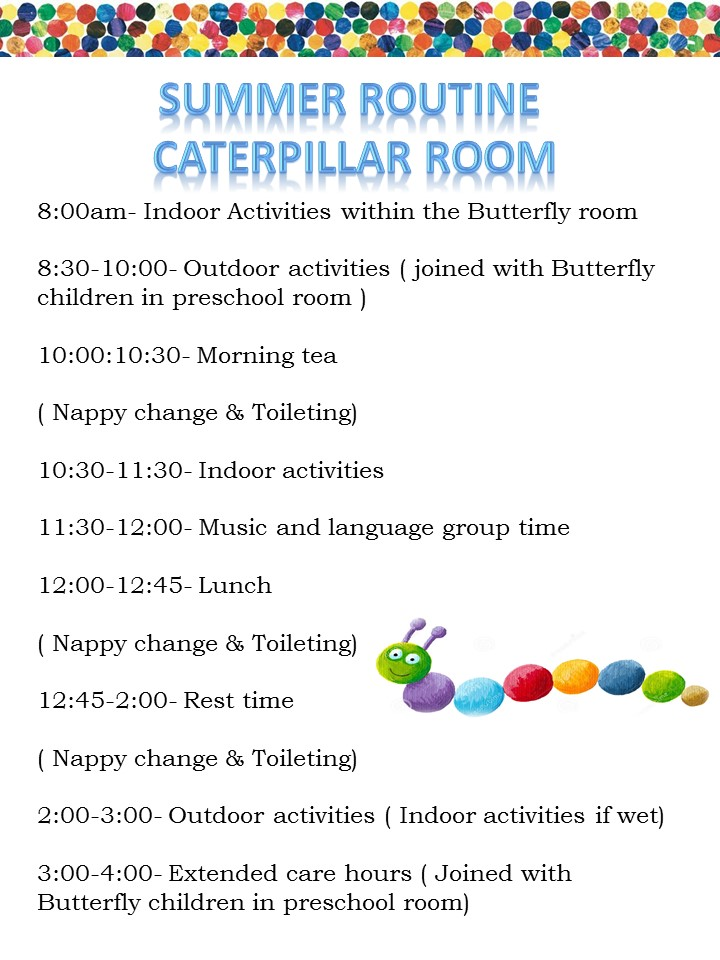 SUMMER ROUTINE
CATERPILLAR ROOM
8:00am- Indoor Activities within the Butterfly room
8:30-10:00- Outdoor activities ( joined with Butterfly
children in preschool room )
10:00:10:30- Morning tea
( Nappy change & Toileting)
10:30-11:30- Indoor activities
11:30-12:00- Music and language group time
12:00-12:45- Lunch
( Nappy change & Toileting)
12:45-2:00- Rest time
( Nappy change & Toileting)
2:00-3:00- Outdoor activities ( Indoor activities if wet)
3:00-4:00- Extended care hours ( Joined with
Butterfly children in preschool room)